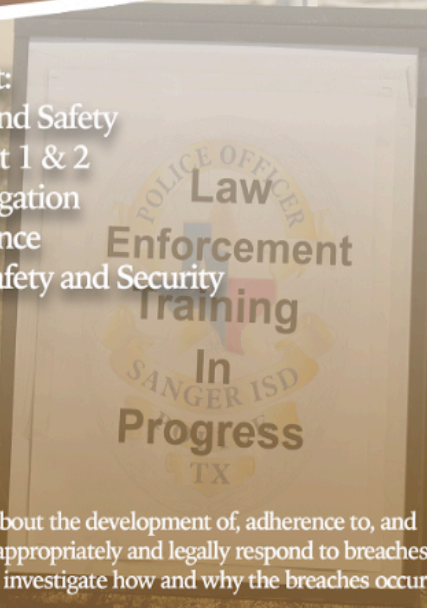 t:
nd Safety
t 1 & 2
gation
nce
afety and Security
POLICE OFFICER
Law
Enforcement
Training
In
SANGER ISD
Progress
TX
bout the development of, adherence to, and
appropriately and legally respond to breaches
investigate how and why the breaches occur